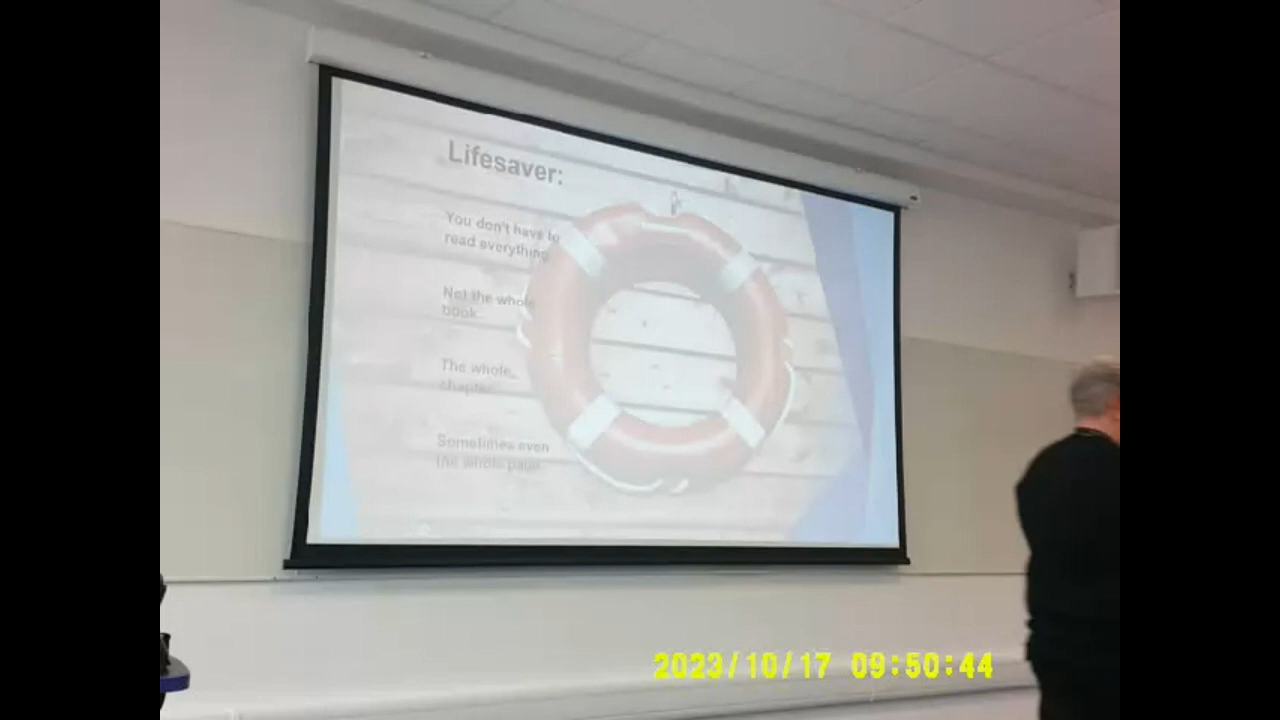 Lifesaver:
You don't have to
read everything
Not the whole
book
The whole
chapter
Sometimes even
the whole page
2023/10/17 09:50:44